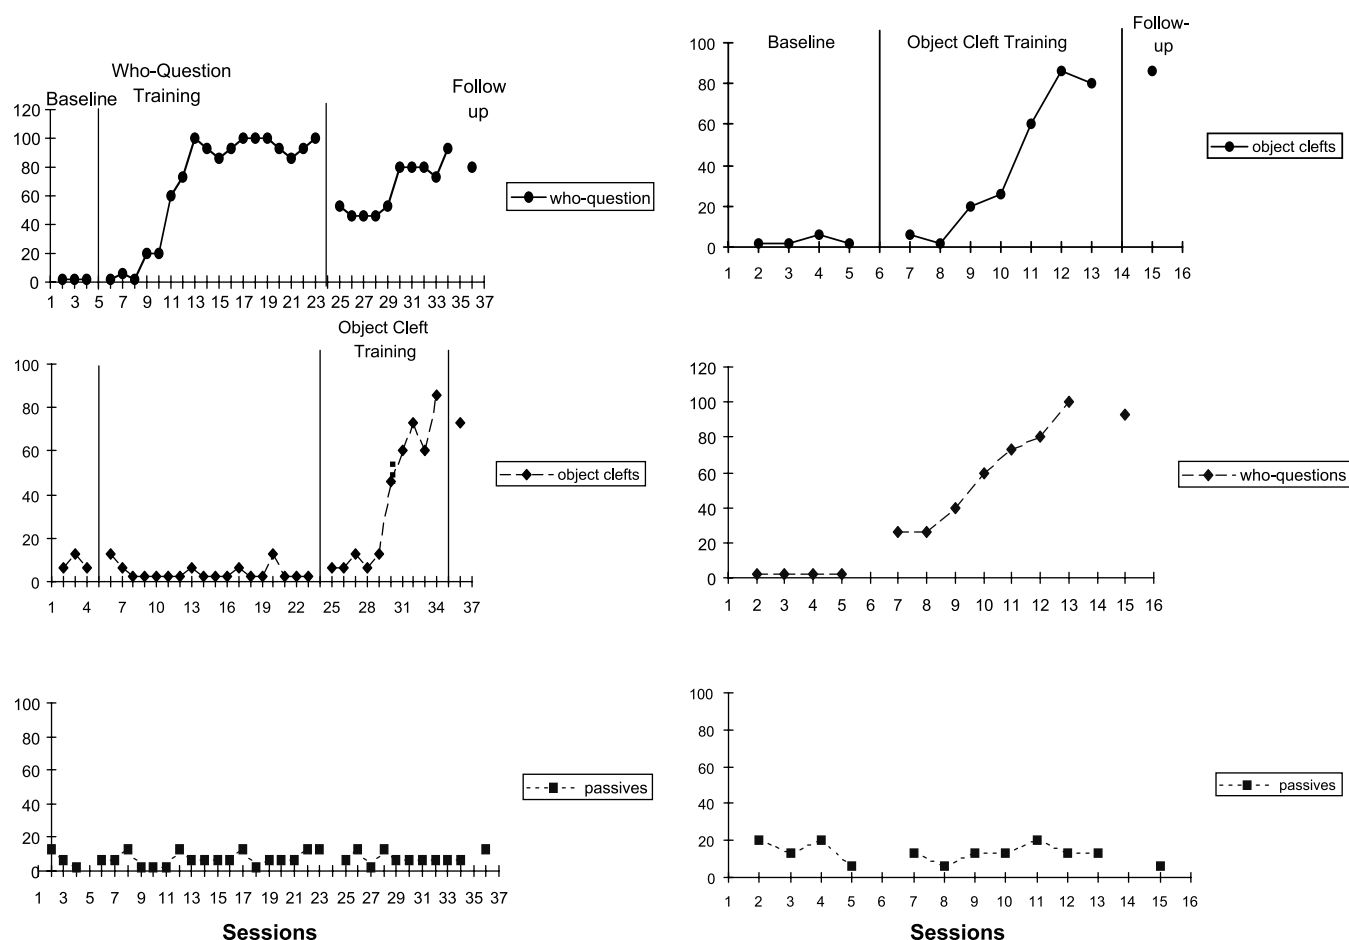 Who-Question
Training
Baseline
Follow
up
120
100
80
60
40
20
0
1 3 5 7 9 11 13 15 17 19 21 23 25 27 29 31 33 35 37
who-question
Object Cleft
Training
100
80
60
40
20
0
1 4 7 10 13 16 19 22 25 28 31 34 37
object clefts
100
80
60
40
20
0
1 3 5 7 9 11 13 15 17 19 21 23 25 27 29 31 33 35 37
passives
Sessions
Baseline
Object Cleft Training
Follow-
up
100
80
60
40
20
0
1 2 3 4 5 6 7 8 9 10 11 12 13 14 15 16
object clefts
120
100
80
60
40
20
0
1 2 3 4 5 6 7 8 9 10 11 12 13 14 15 16
who-questions
100
80
60
40
20
0
1 2 3 4 5 6 7 8 9 10 11 12 13 14 15 16
passives
Sessions